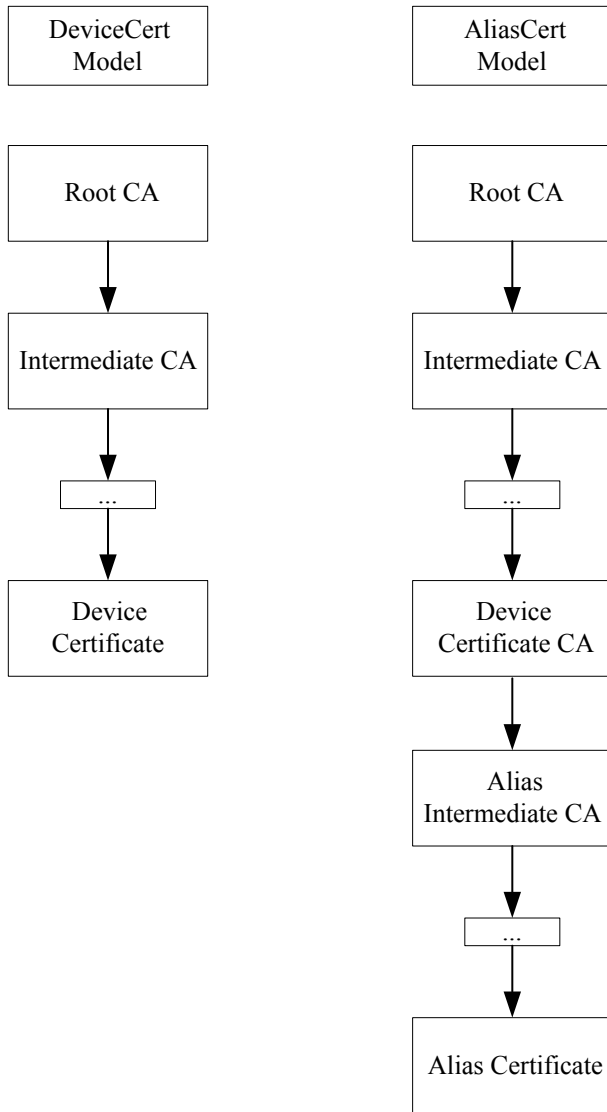 DeviceCert
Model
Root CA
Intermediate CA
...
Device
Certificate
AliasCert
Model
Root CA
Intermediate CA
...
Device
Certificate CA
Alias
Intermediate CA
...
Alias Certificate